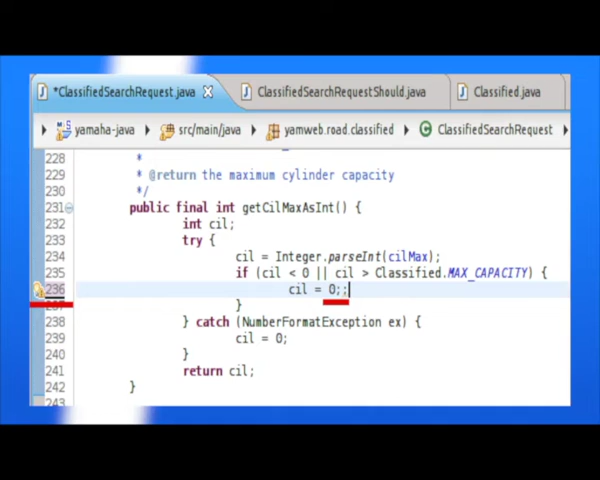 *ClassifiedSearchRequest.java ClassifiedSearchRequestShould.java Classified.java
yamaha-java src/main/java yamweb.road.classified ClassifiedSearchRequest
228 *
229 * @return the maximum cylinder capacity
230 */
231 public final int getCilMaxAsInt() {
232 int cil;
233 try {
234 cil = Integer.parseInt(cilMax);
235 if (cil < 0 || cil > Classified.MAX_CAPACITY) {
236 cil = 0;;
237 }
238 } catch (NumberFormatException ex) {
239 cil = 0;
240 }
241 return cil;
242 }
243